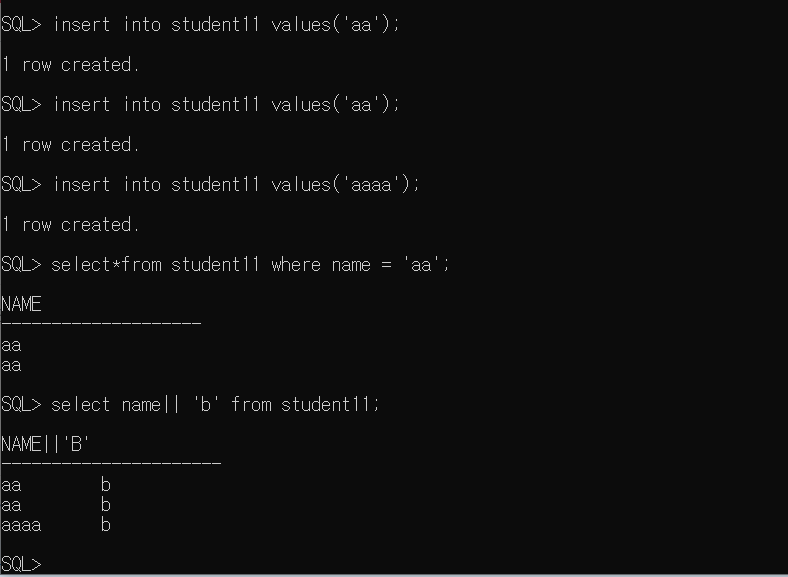 SQL> insert into student11 values('aa');
1 row created.
SQL> insert into student11 values('aa');
1 row created.
SQL> insert into student11 values('aaaa');
1 row created.
SQL> select*from student11 where name = 'aa';
NAME
--------------------
aa
aa
SQL> select name|| 'b' from student11;
NAME||'B'
----------------------
aa        b
aa        b
aaaa      b
SQL>